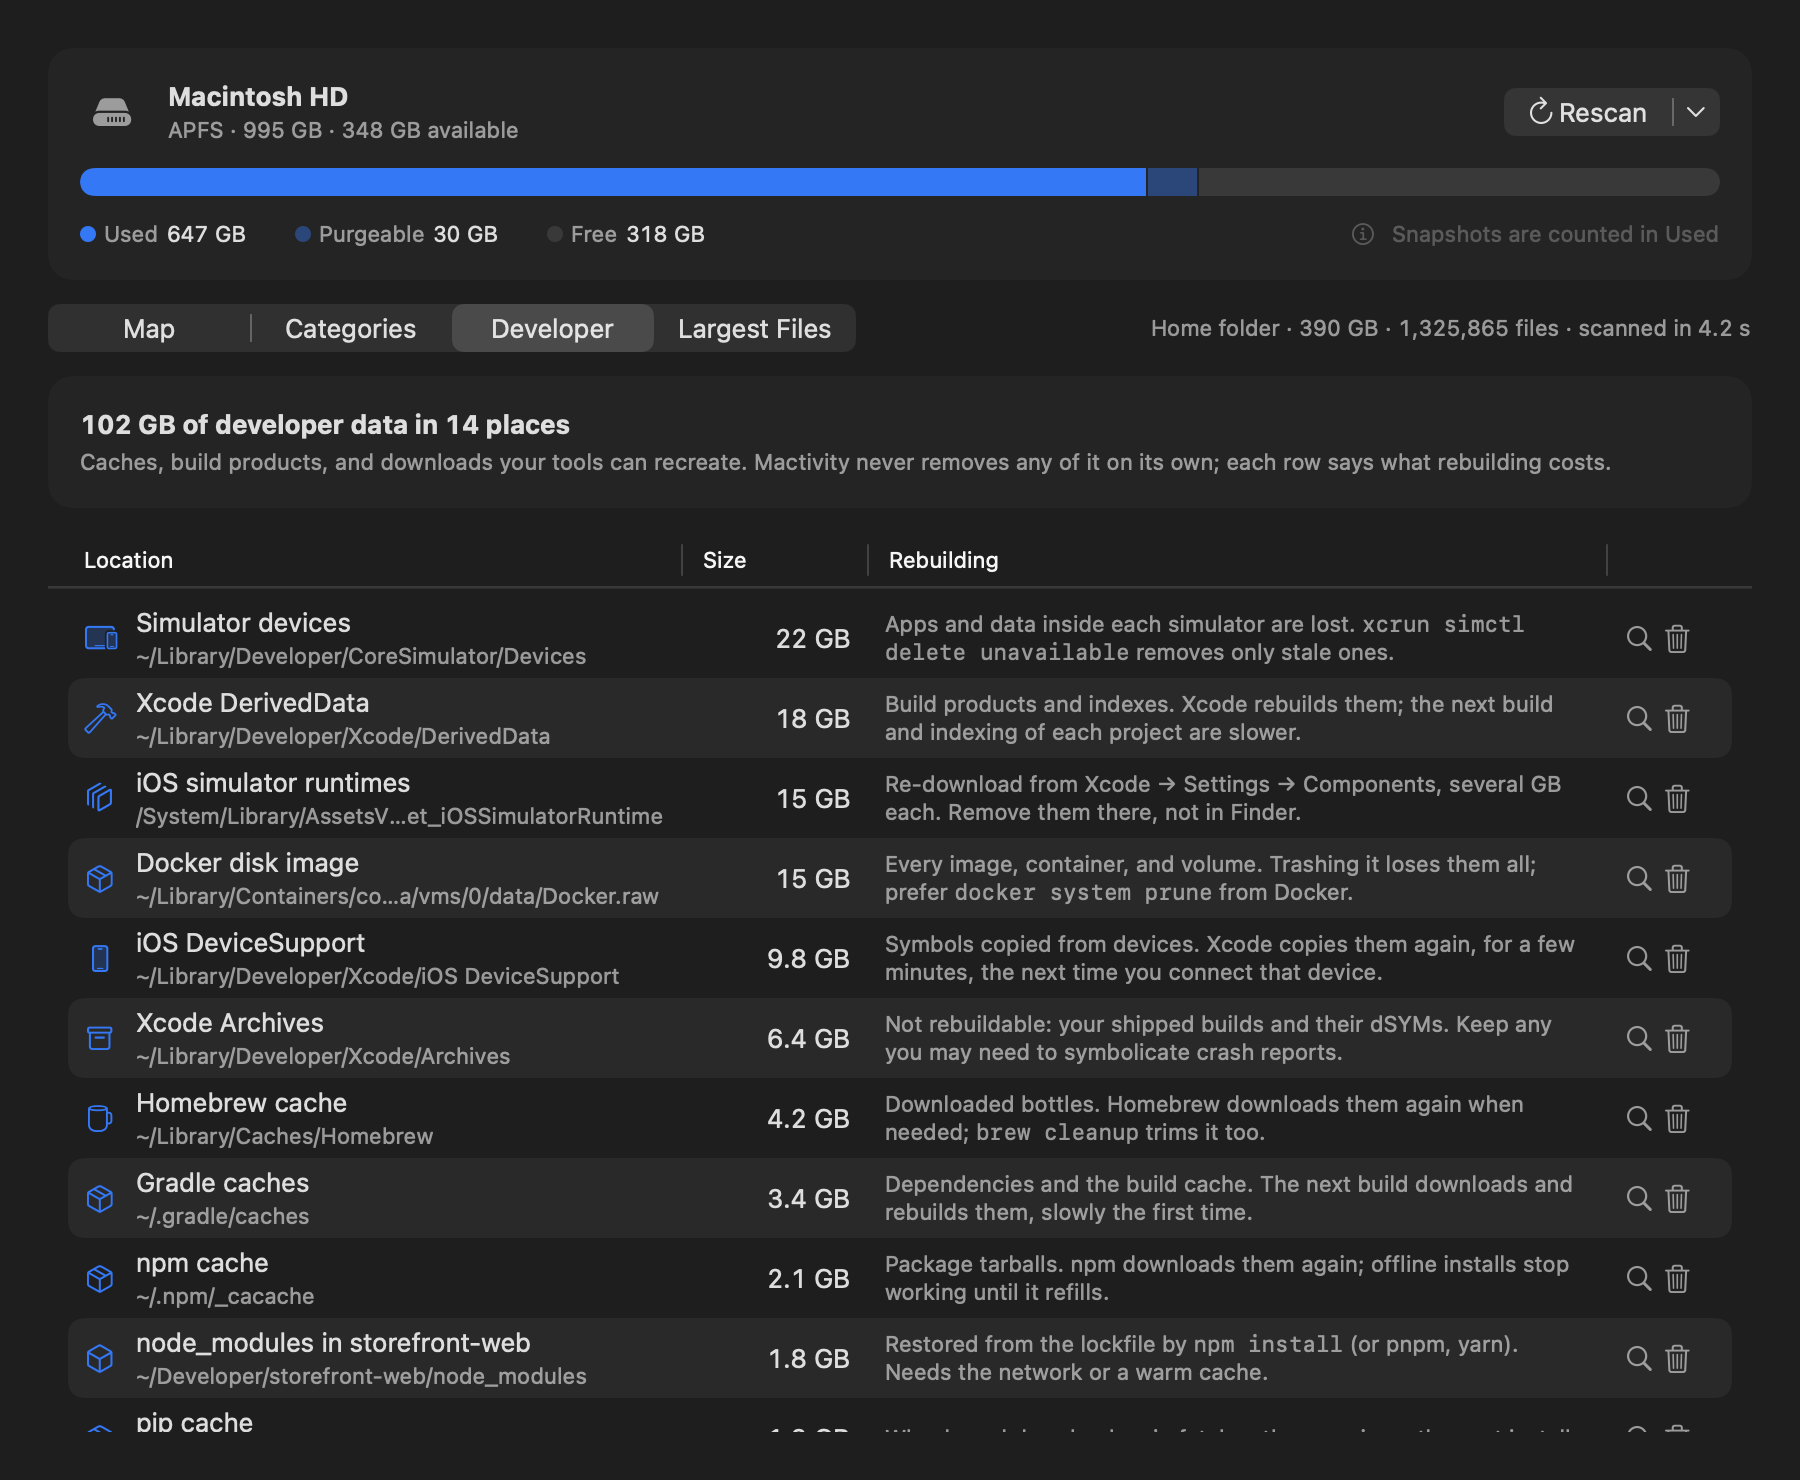 Macintosh HD
APFS · 995 GB · 348 GB available
Rescan
Used 647 GB
Purgeable 30 GB
Free 318 GB
Snapshots are counted in Used
Map
Categories
Developer
Largest Files
Home folder · 390 GB · 1,325,865 files · scanned in 4.2 s
102 GB of developer data in 14 places
Caches, build products, and downloads your tools can recreate. Mactivity never removes any of it on its own; each row says what rebuilding costs.
Location
Size
Rebuilding
Simulator devices
~/Library/Developer/CoreSimulator/Devices
22 GB
Apps and data inside each simulator are lost. xcrun simctl
delete unavailable removes only stale ones.
Xcode DerivedData
~/Library/Developer/Xcode/DerivedData
18 GB
Build products and indexes. Xcode rebuilds them; the next build
and indexing of each project are slower.
iOS simulator runtimes
/System/Library/AssetsV...et_iOSSimulatorRuntime
15 GB
Re-download from Xcode → Settings → Components, several GB
each. Remove them there, not in Finder.
Docker disk image
~/Library/Containers/co...a/vms/0/data/Docker.raw
15 GB
Every image, container, and volume. Trashing it loses them all;
prefer docker system prune from Docker.
iOS DeviceSupport
~/Library/Developer/Xcode/iOS DeviceSupport
9.8 GB
Symbols copied from devices. Xcode copies them again, for a few
minutes, the next time you connect that device.
Xcode Archives
~/Library/Developer/Xcode/Archives
6.4 GB
Not rebuildable: your shipped builds and their dSYMs. Keep any
you may need to symbolicate crash reports.
Homebrew cache
~/Library/Caches/Homebrew
4.2 GB
Downloaded bottles. Homebrew downloads them again when
needed; brew cleanup trims it too.
Gradle caches
~/.gradle/caches
3.4 GB
Dependencies and the build cache. The next build downloads and
rebuilds them, slowly the first time.
npm cache
~/.npm/_cacache
2.1 GB
Package tarballs. npm downloads them again; offline installs stop
working until it refills.
node_modules in storefront-web
~/Developer/storefront-web/node_modules
1.8 GB
Restored from the lockfile by npm install (or pnpm, yarn).
Needs the network or a warm cache.
pip cache